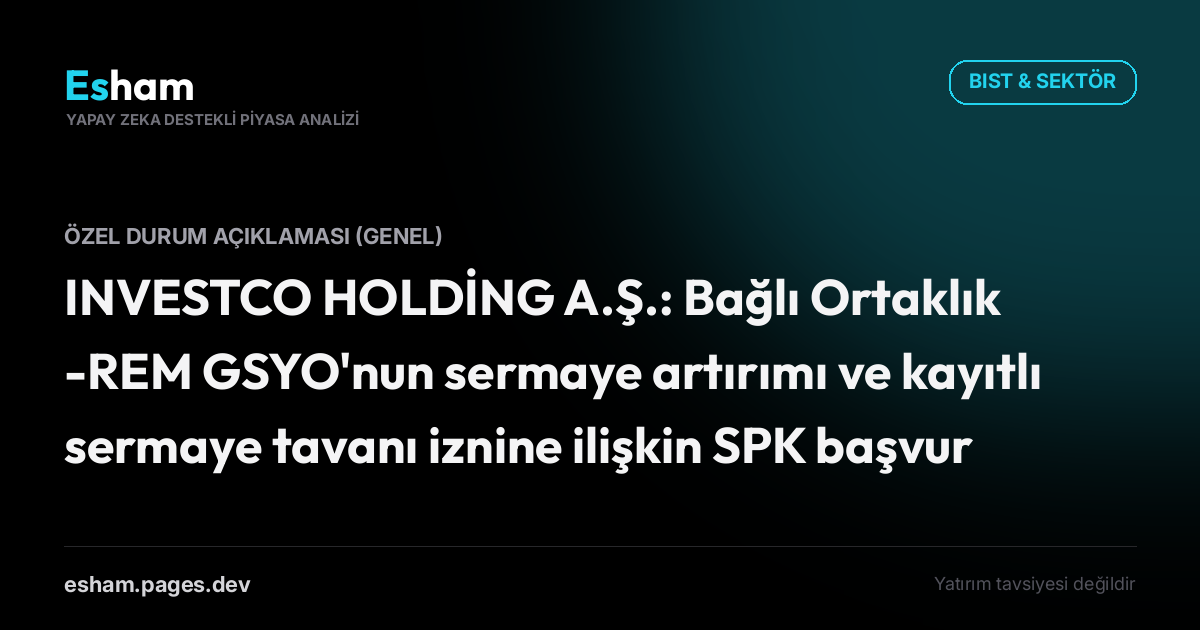 Esham
YAPAY ZEKA DESTEKLİ PİYASA ANALİZİ
BIST & SEKTÖR
ÖZEL DURUM AÇIKLAMASI (GENEL)
INVESTCO HOLDİNG A.Ş.: Bağlı Ortaklık
-REM GSYO'nun sermaye artırımı ve kayıtlı
sermaye tavanı iznine ilişkin SPK başvur
esham.pages.dev
Yatırım tavsiyesi değildir